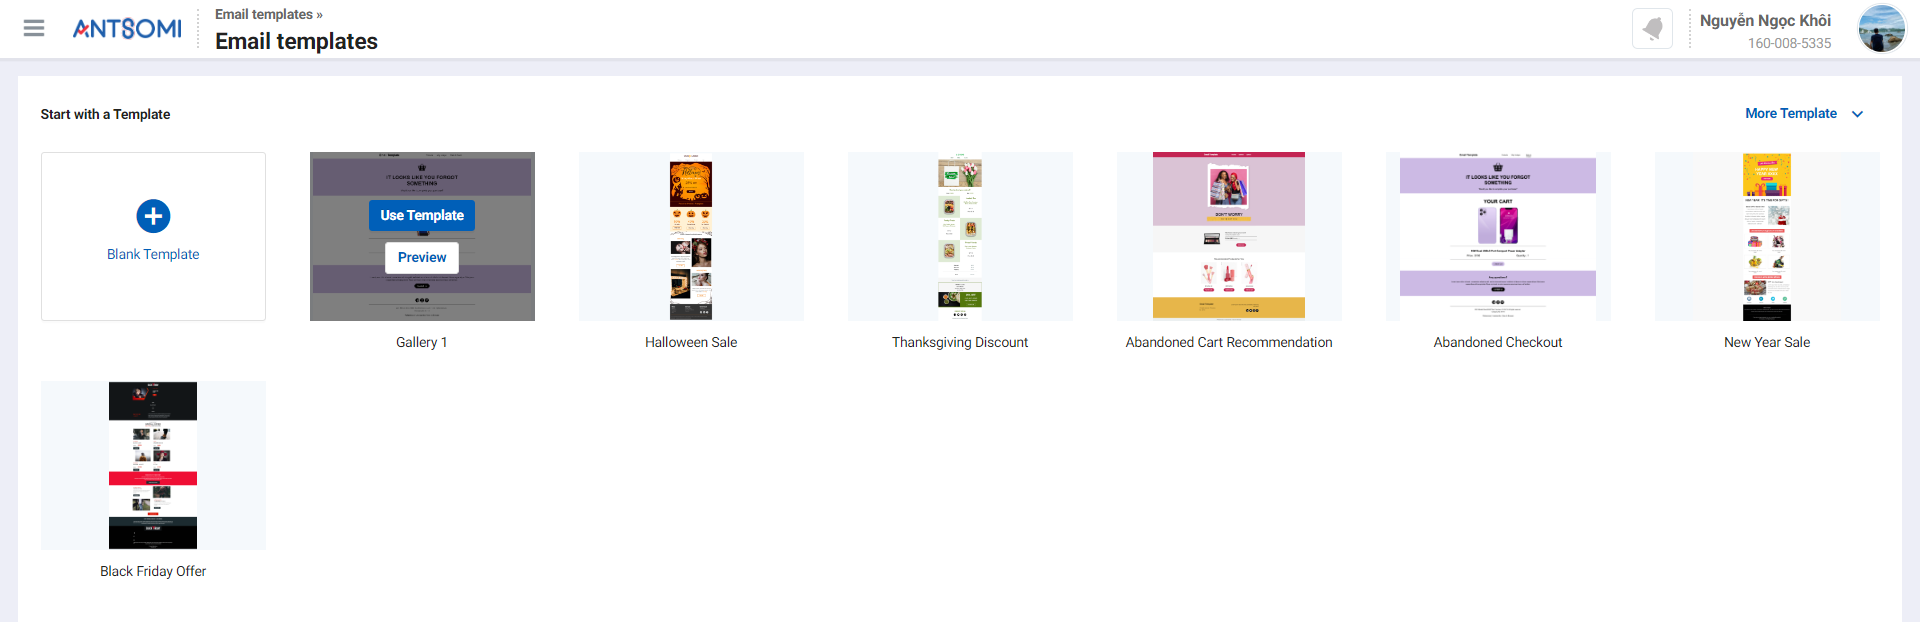 ANTSOMI
Email templates »
Email templates
Nguyễn Ngọc Khôi
160-008-5335
Start with a Template
More Template
Blank Template
IT LOOKS LIKE YOU FORGOT
SOMETHING
Use Template
Preview
Gallery 1
Halloween Sale
Thanksgiving Discount
DON'T WORRY
Abandoned Cart Recommendation
IT LOOKS LIKE YOU FORGOT
SOMETHING
YOUR CART
Abandoned Checkout
New Year Sale
Black Friday Offer